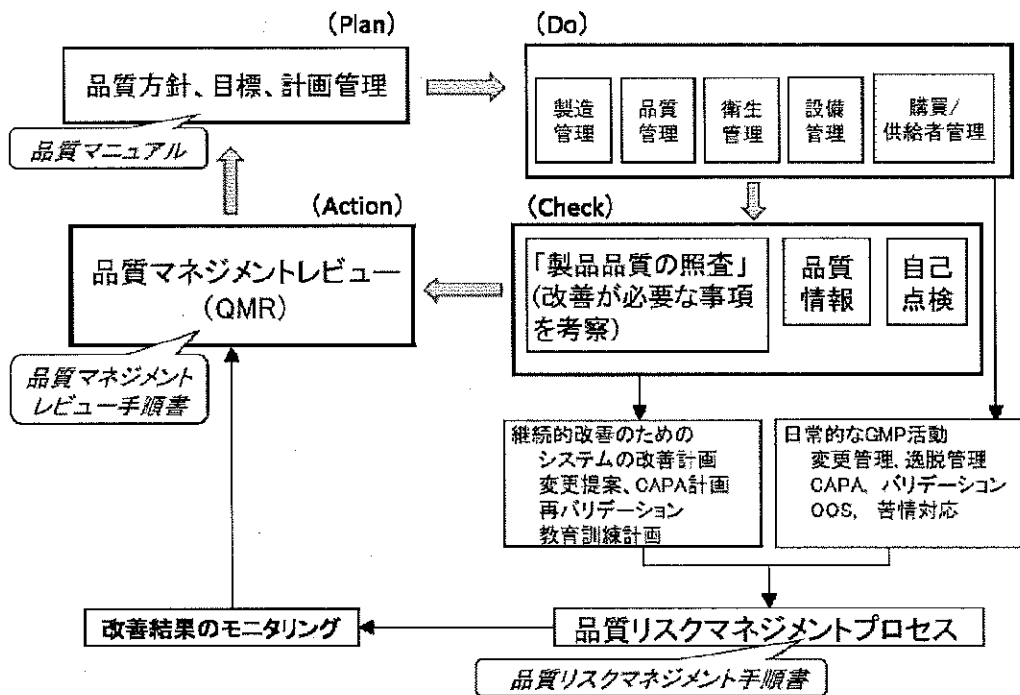 (Plan)
品質方針、目標、計画管理
品質マニュアル
(Do)
製造
管理
品質
管理
衛生
管理
設備
管理
購買/
供給者管理
(Action)
品質マネジメントレビュー
(QMR)
品質マネジメント
レビュー手順書
(Check)
「製品品質の照査」
(改善が必要な事項
を考察)
品質
情報
自己
点検
継続的改善のための
システムの改善計画
変更提案、CAPA計画
再バリデーション
教育訓練計画
日常的なGMP活動
変更管理、逸脱管理
CAPA, バリデーション
OOS, 苦情対応
改善結果のモニタリング
品質リスクマネジメントプロセス
品質リスクマネジメント手順書